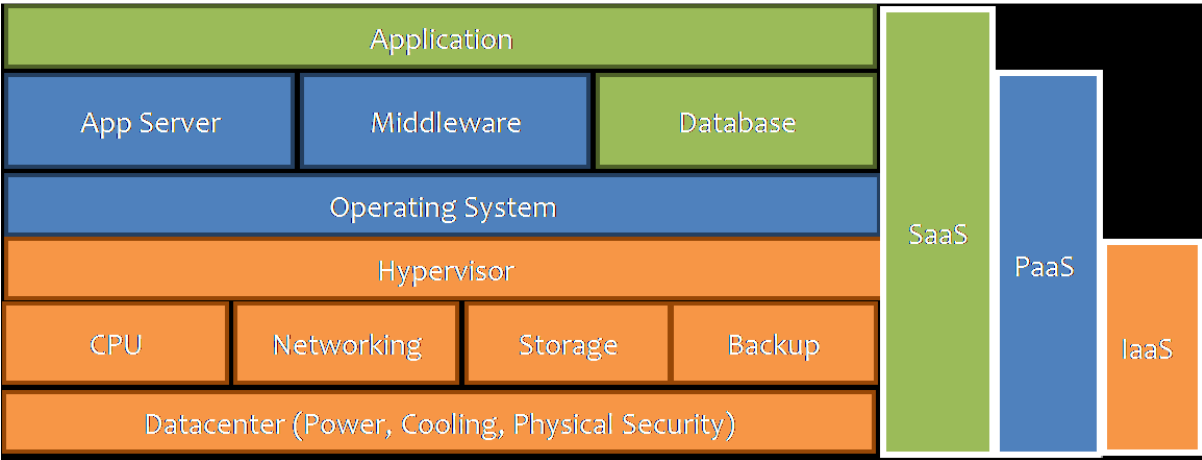 Application
App Server
Middleware
Database
Operating System
Hypervisor
CPU
Networking
Storage
Backup
Datacenter (Power, Cooling, Physical Security)
SaaS
PaaS
IaaS